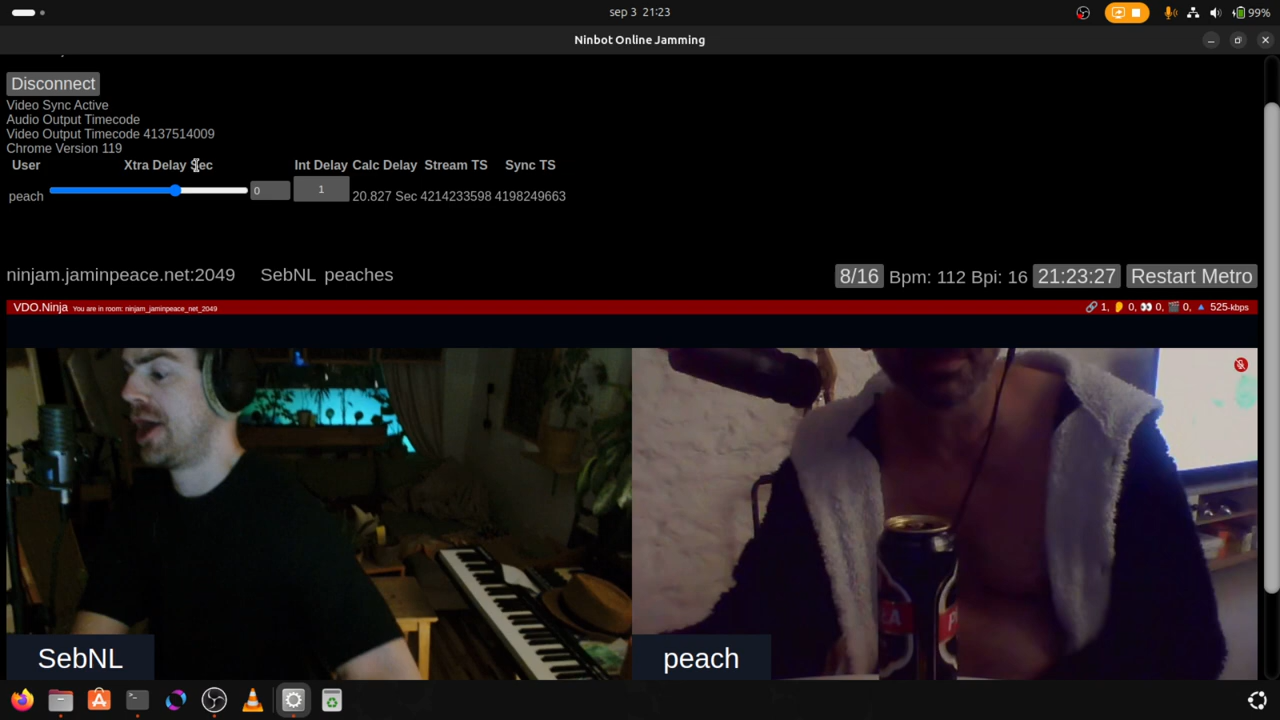 sep 3 21:23
99%
Ninbot Online Jamming
Disconnect
Video Sync Active
Audio Output Timecode
Video Output Timecode 4137514009
Chrome Version 119
User Xtra Delay Sec Int Delay Calc Delay Stream TS Sync TS
peach 0 1 20.827 Sec 4214233598 4198249663
ninjam.jaminpeace.net:2049 SebNL peaches 8/16 Bpm: 112 Bpi: 16 21:23:27 Restart Metro
VDO.Ninja You are in room: ninjam_jaminpeace_net_2049 1, 0, 0, 0, 525-kbps
SebNL peach